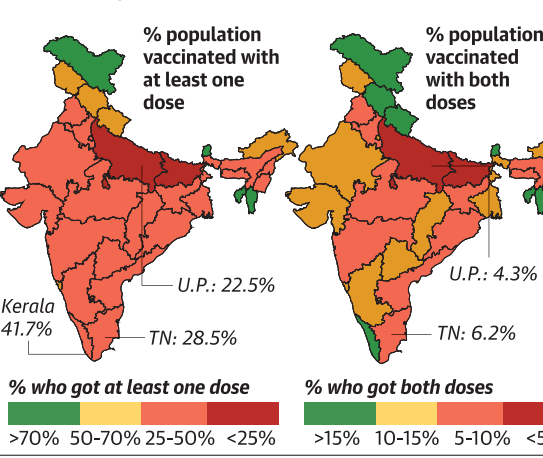 % population
vaccinated with
at least one
dose
% population
vaccinated
with both
doses
U.P.: 22.5%
Kerala
41.7%
TN: 28.5%
U.P.: 4.3%
TN: 6.2%
% who got at least one dose
>70% 50-70% 25-50% <25%
% who got both doses
>15% 10-15% 5-10% <5